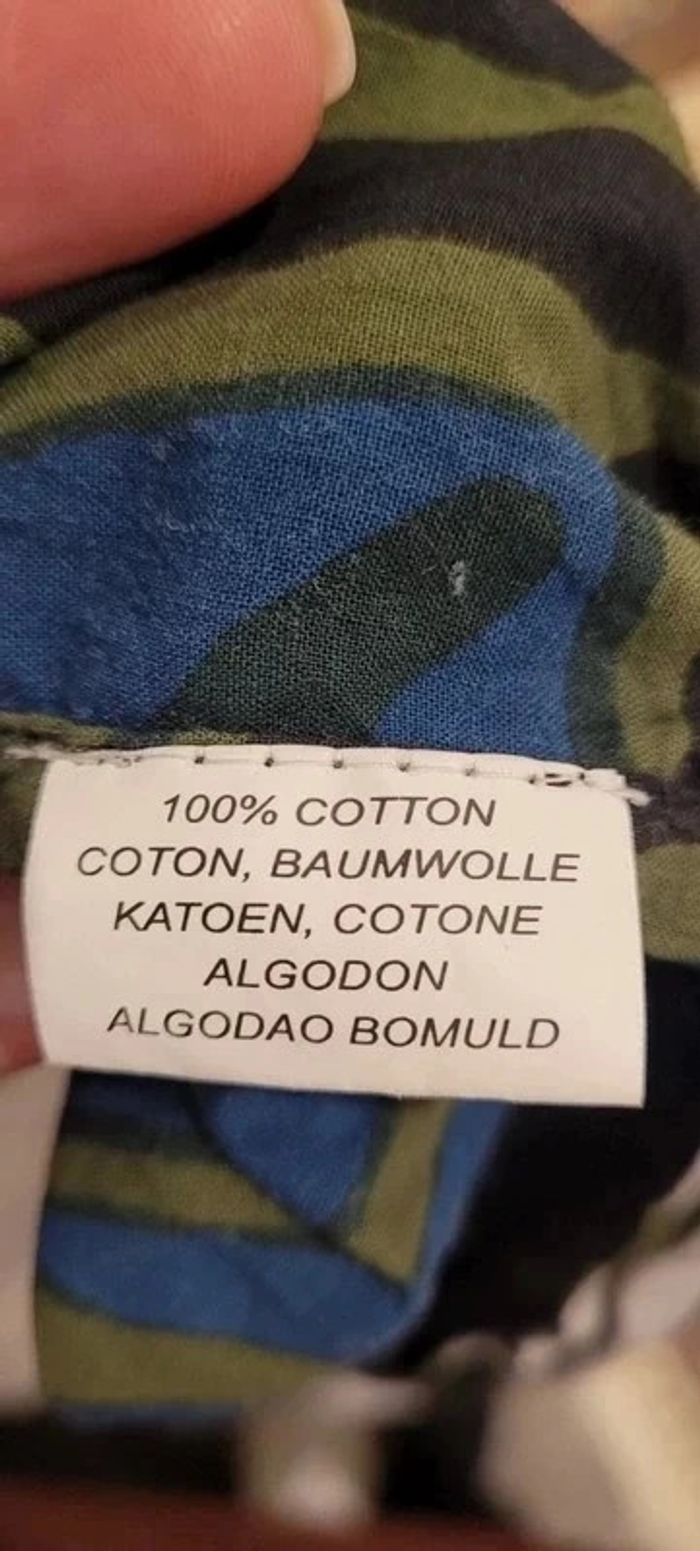 100% COTTON
COTON, BAUMWOLLE
KATOEN, COTONE
ALGODON
ALGODAO BOMULD